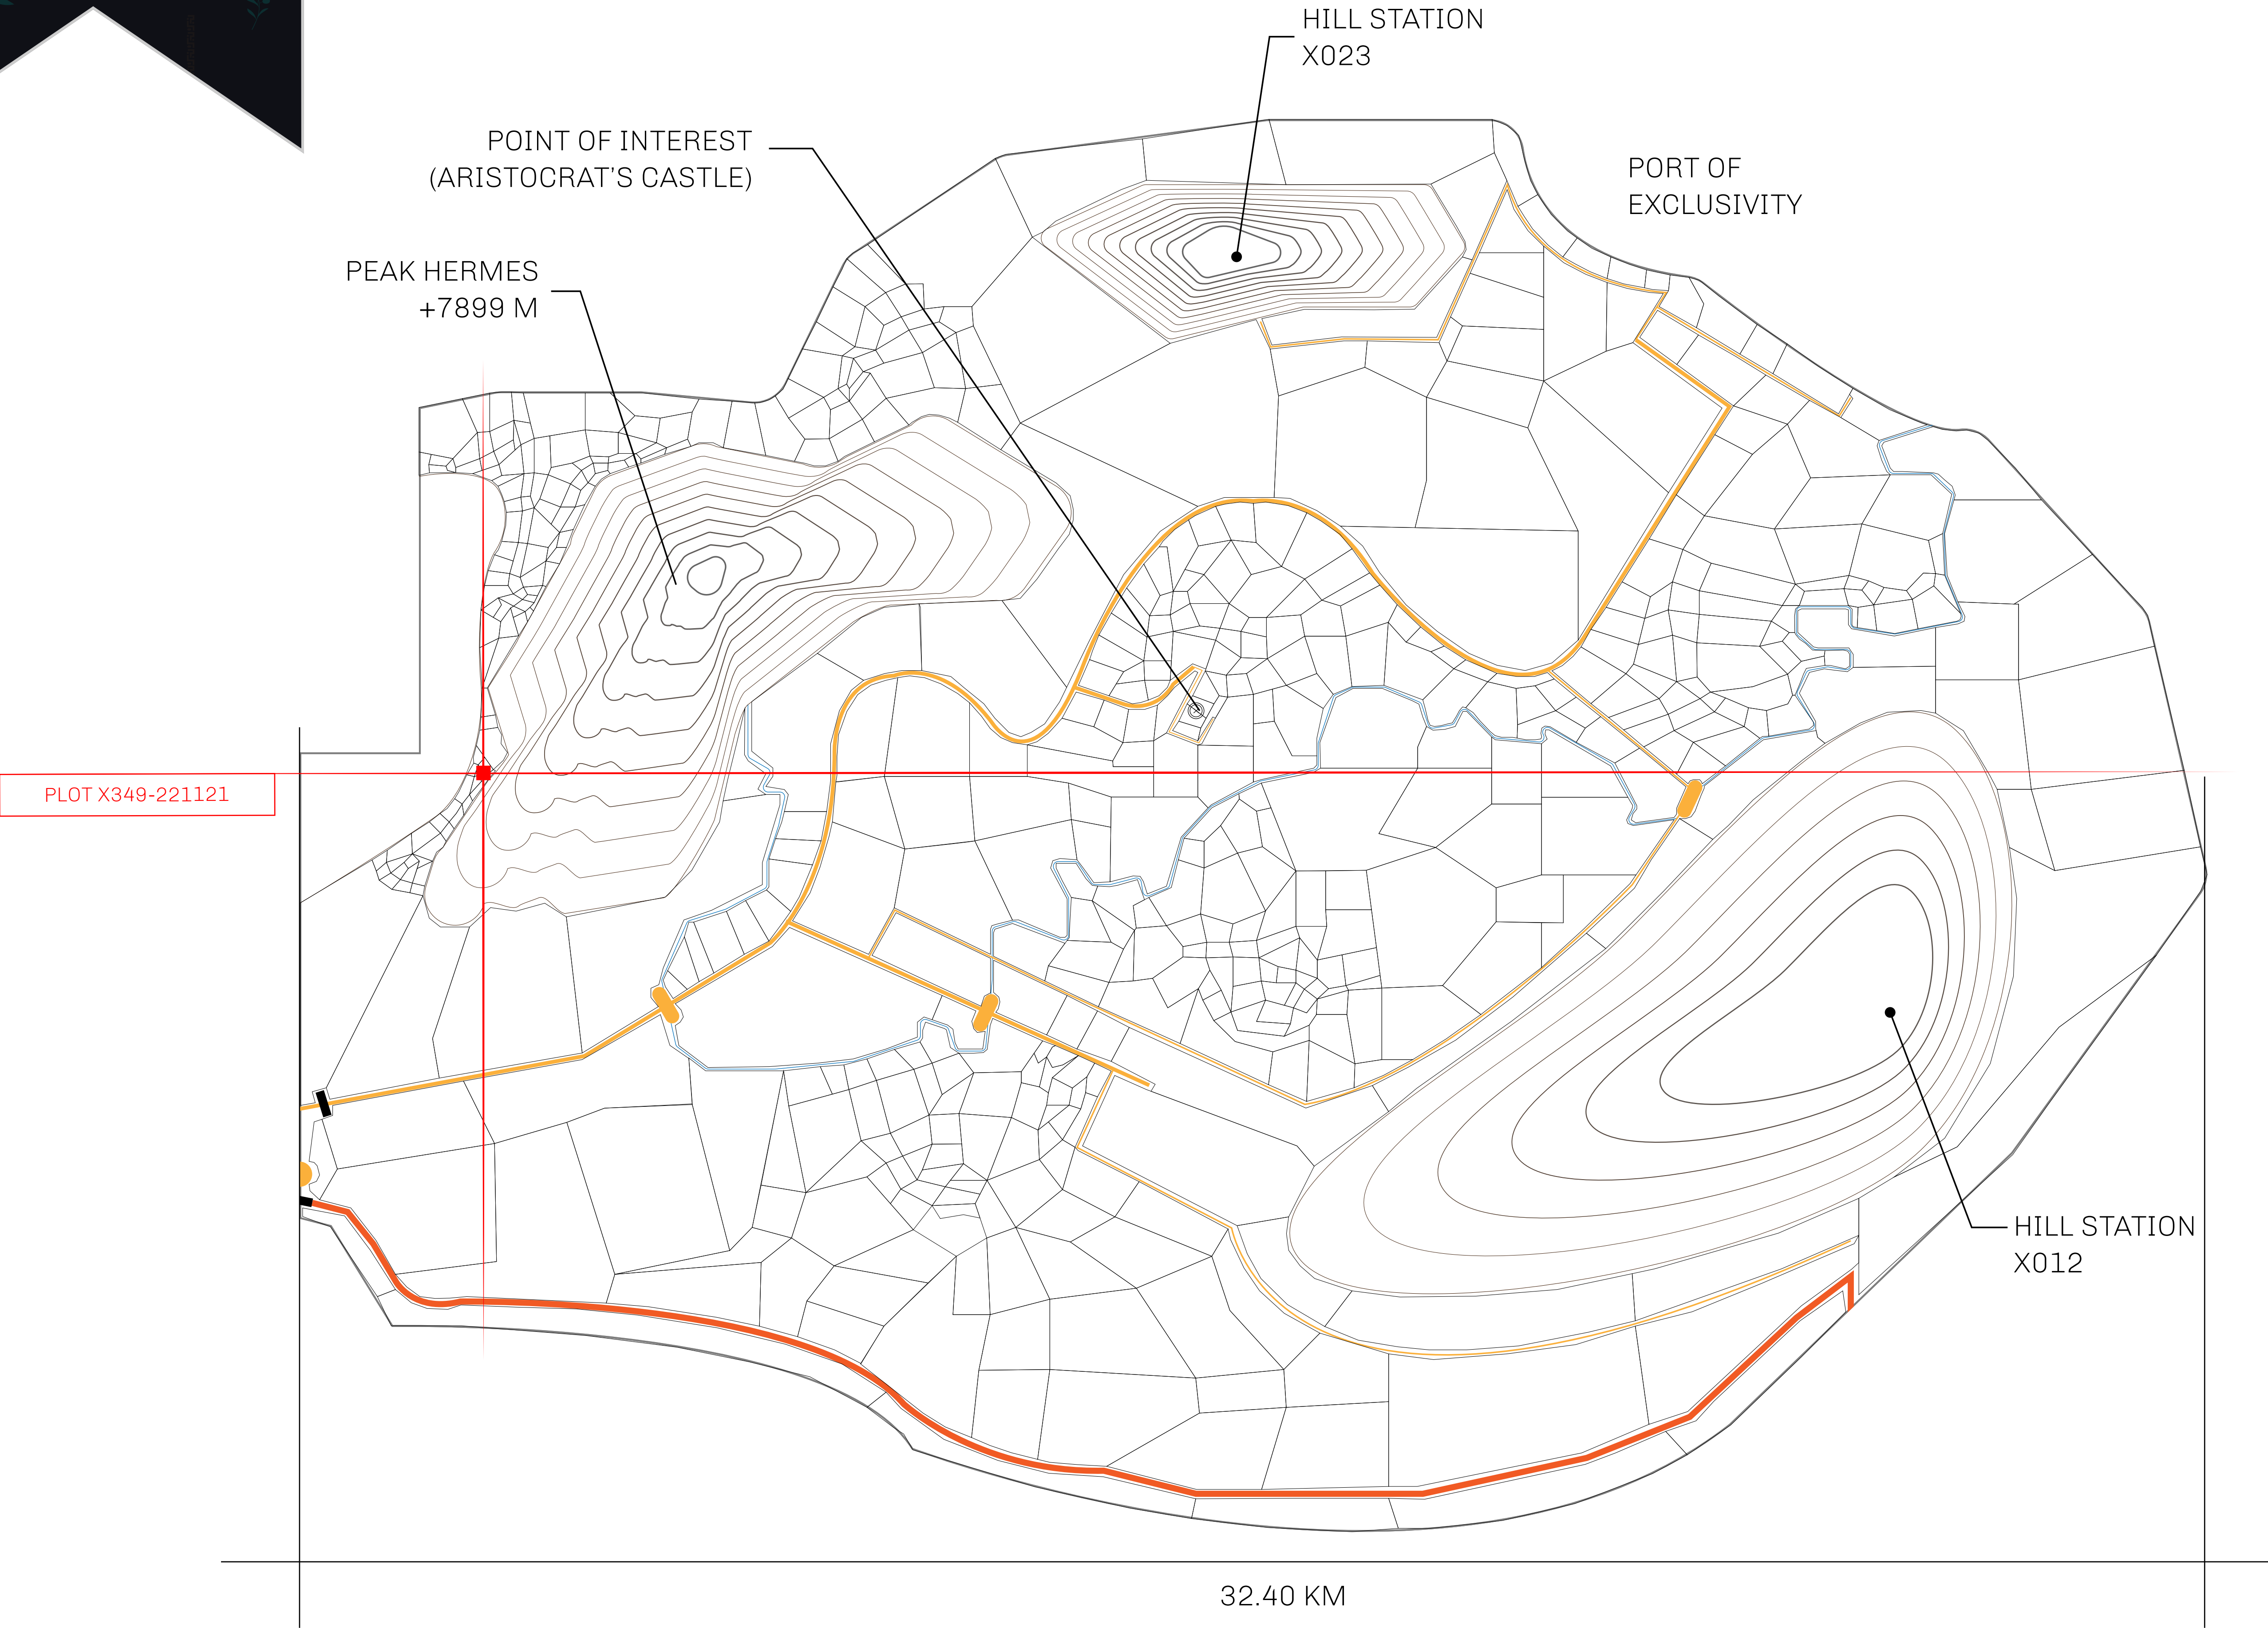 HILL STATION
X023
POINT OF INTEREST
(ARISTOCRAT'S CASTLE)
PORT OF
EXCLUSIVITY
PEAK HERMES
+7899 M
PLOT X349-221121
HILL STATION
X012
32.40 KM